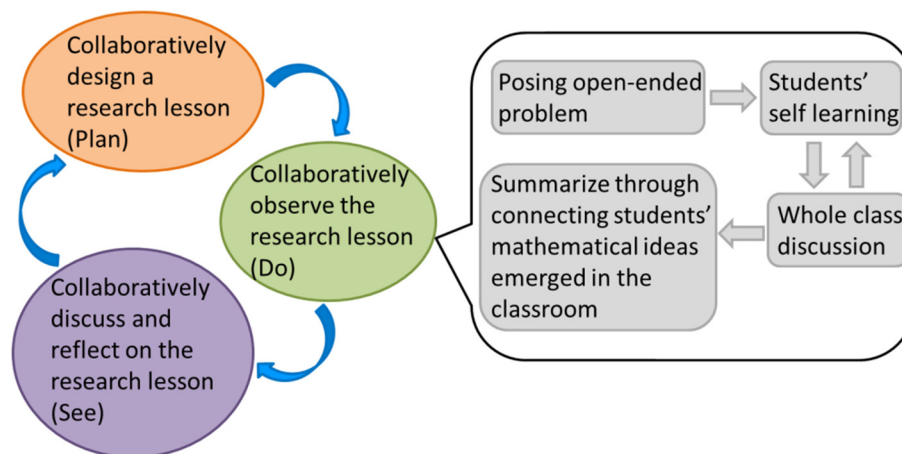 Collaboratively
design a
research lesson
(Plan)
Collaboratively
observe the
research lesson
(Do)
Collaboratively
discuss and
reflect on the
research lesson
(See)
Posing open-ended
problem
Students'
self learning
Whole class
discussion
Summarize through
connecting students'
mathematical ideas
emerged in the
classroom